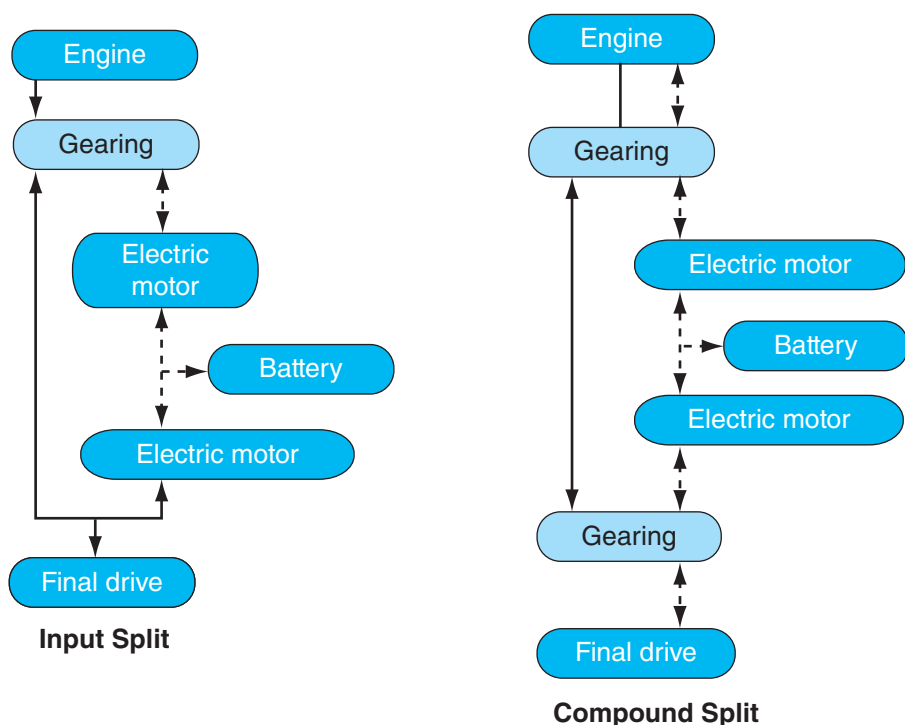 Engine
Gearing
Electric
motor
Battery
Electric motor
Final drive
Input Split
Engine
Gearing
Electric motor
Battery
Electric motor
Gearing
Final drive
Compound Split